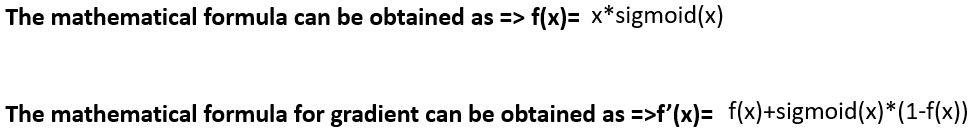 The mathematical formula can be obtained as => f(x)= x*sigmoid(x)
The mathematical formula for gradient can be obtained as =>f’(x)= f(x)+sigmoid(x)*(1-f(x))